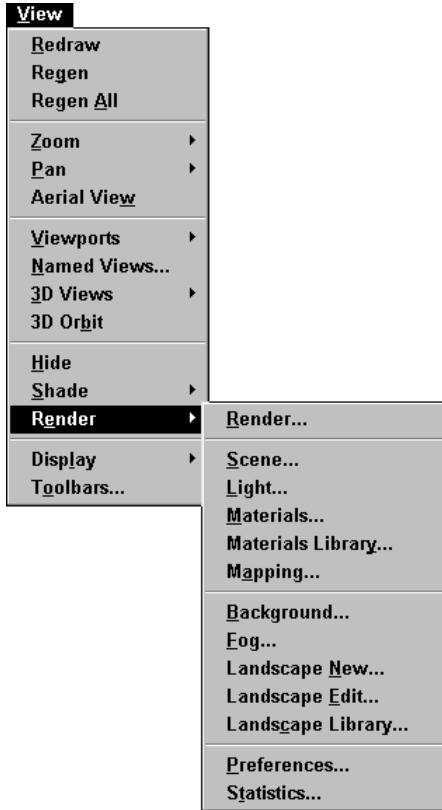 View
Redraw
Regen
Regen All
Zoom
Pan
Aerial View
Viewports
Named Views...
3D Views
3D Orbit
Hide
Shade
Render
Display
Toolbars...
Render...
Scene...
Light...
Materials...
Materials Library...
Mapping...
Background...
Fog...
Landscape New...
Landscape Edit...
Landscape Library...
Preferences...
Statistics...